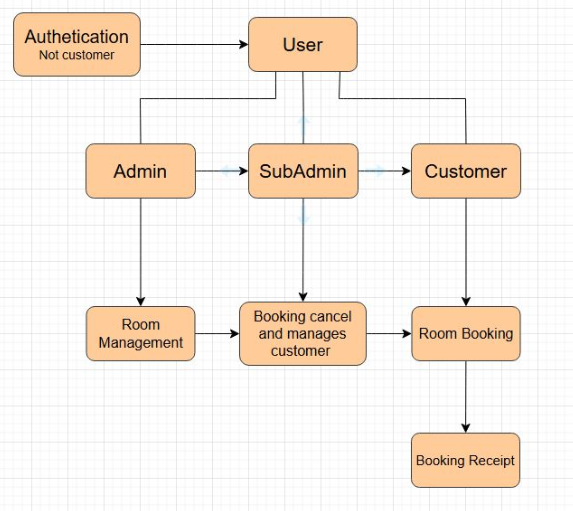 Authetication
Not customer
User
Admin
SubAdmin
Customer
Room
Management
Booking cancel
and manages
customer
Room Booking
Booking Receipt